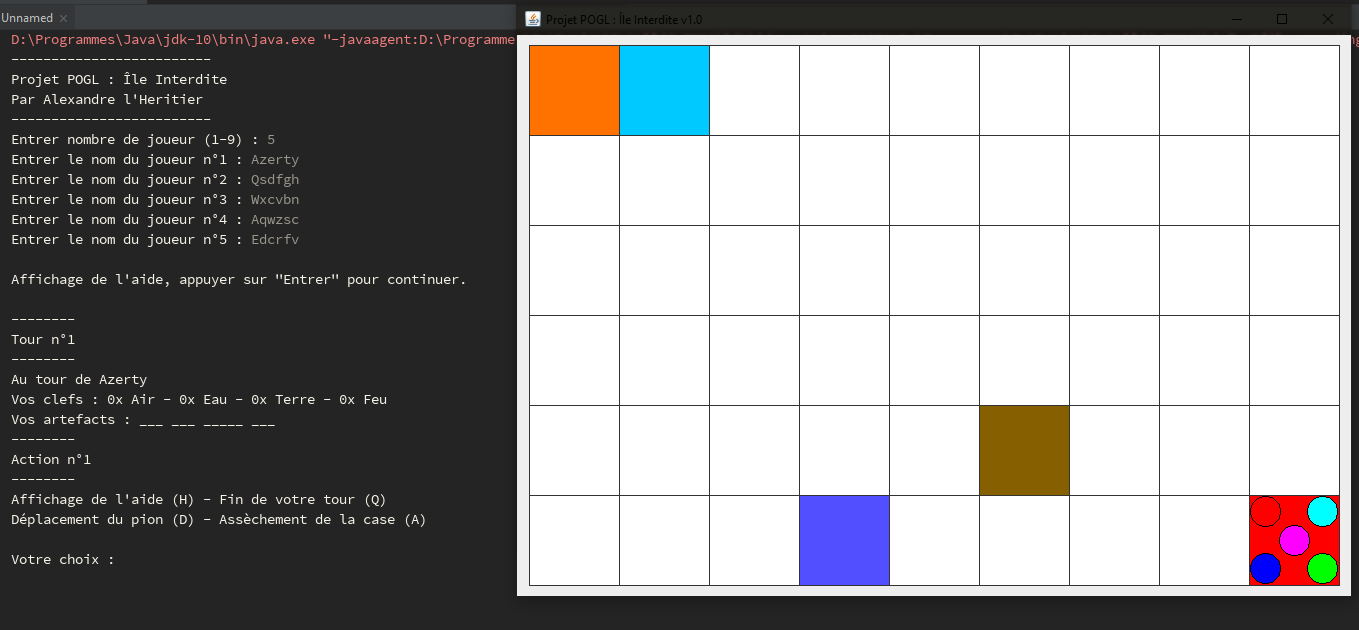 Unnamed ×
Projet POGL : Île Interdite v1.0
D:\Programmes\Java\jdk-10\bin\java.exe "-javaagent:D:\Programme
-------------------------
Projet POGL : Île Interdite
Par Alexandre l'Heritier
-------------------------
Entrer nombre de joueur (1-9) : 5
Entrer le nom du joueur n°1 : Azerty
Entrer le nom du joueur n°2 : Qsdfgh
Entrer le nom du joueur n°3 : Wxcvbn
Entrer le nom du joueur n°4 : Aqwzsc
Entrer le nom du joueur n°5 : Edcrfv
Affichage de l'aide, appuyer sur "Entrer" pour continuer.
--------
Tour n°1
--------
Au tour de Azerty
Vos clefs : 0x Air - 0x Eau - 0x Terre - 0x Feu
Vos artefacts : ___ ___ _____ ___
--------
Action n°1
--------
Affichage de l'aide (H) - Fin de votre tour (Q)
Déplacement du pion (D) - Assèchement de la case (A)
Votre choix :